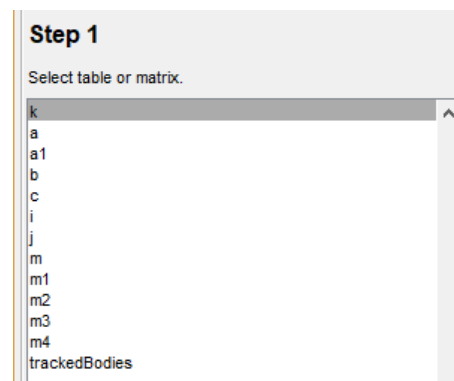 Step 1
Select table or matrix.
k
a
a1
b
c
i
j
m
m1
m2
m3
m4
trackedBodies